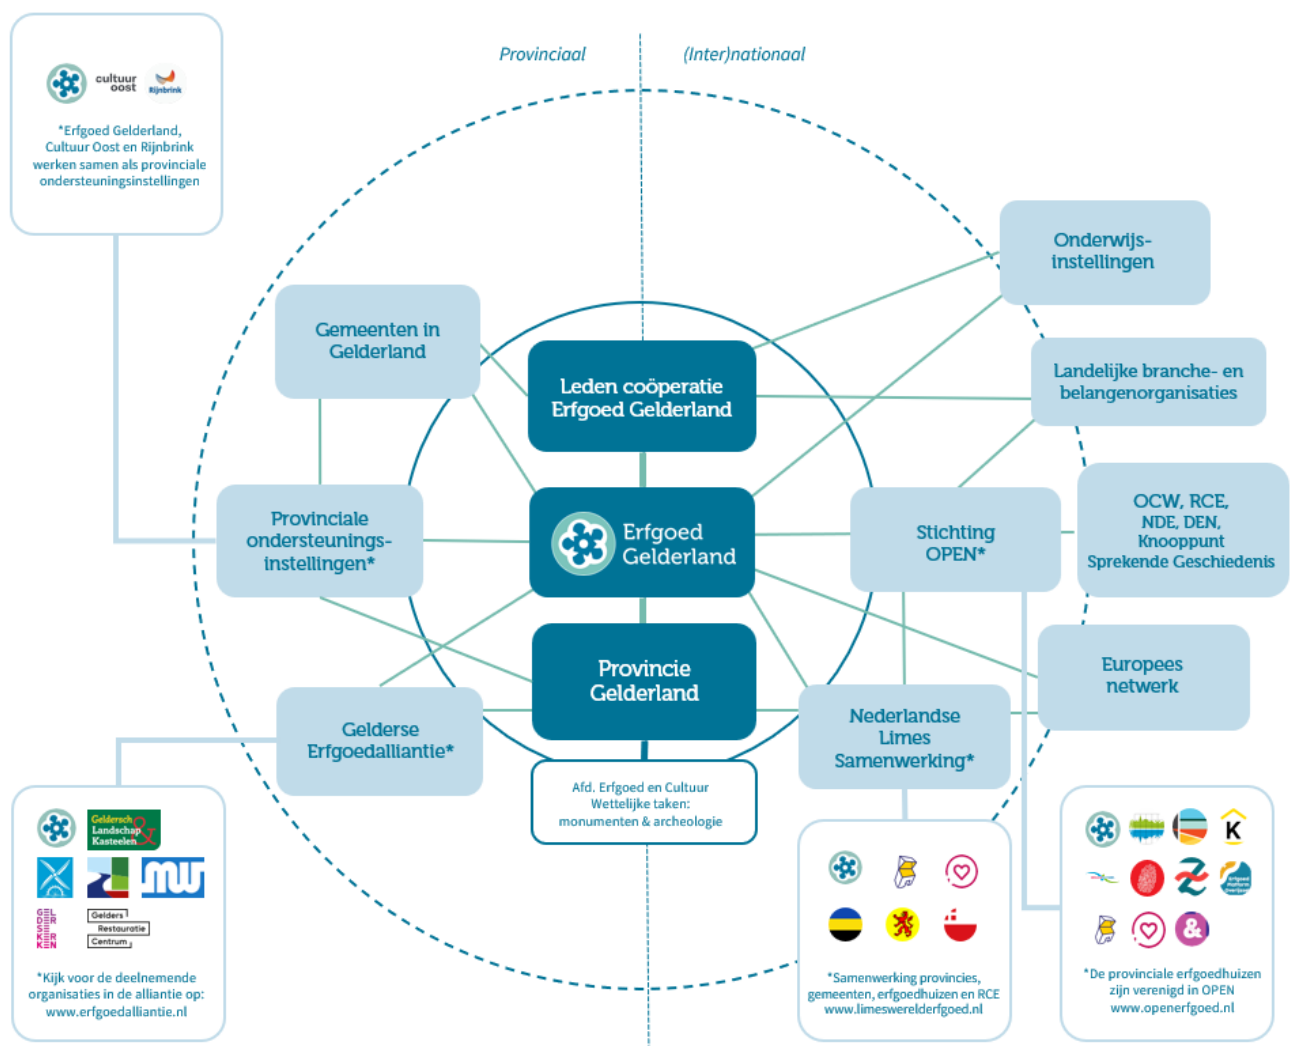 Provinciaal
(Inter)nationaal
cultuur
oost
Rijnbrink
*Erfgoed Gelderland,
Cultuur Oost en Rijnbrink
werken samen als provinciale
ondersteuningsinstellingen
Onderwijs-
instellingen
Gemeenten in
Gelderland
Leden coöperatie
Erfgoed Gelderland
Landelijke branche- en
belangenorganisaties
Provinciale
ondersteunings-
instellingen*
Erfgoed
Gelderland
Stichting
OPEN*
OCW, RCE,
NDE, DEN,
Knooppunt
Sprekende Geschiedenis
Provincie
Gelderland
Europees
netwerk
Gelderse
Erfgoedalliantie*
Nederlandse
Limes
Samenwerking*
Afd. Erfgoed en Cultuur
Wettelijke taken:
monumenten & archeologie
Geldersch
Landschap
&
Kasteelen
mw
Gelders
Restauratie
Centrum
*Kijk voor de deelnemende
organisaties in de alliantie op:
www.erfgoedalliantie.nl
*Samenwerking provincies,
gemeenten, erfgoedhuizen en RCE
www.limeswerelderfgoed.nl
K
Erfgoed
Platform
Overijssel
&
*De provinciale erfgoedhuizen
zijn verenigd in OPEN
www.openerfgoed.nl